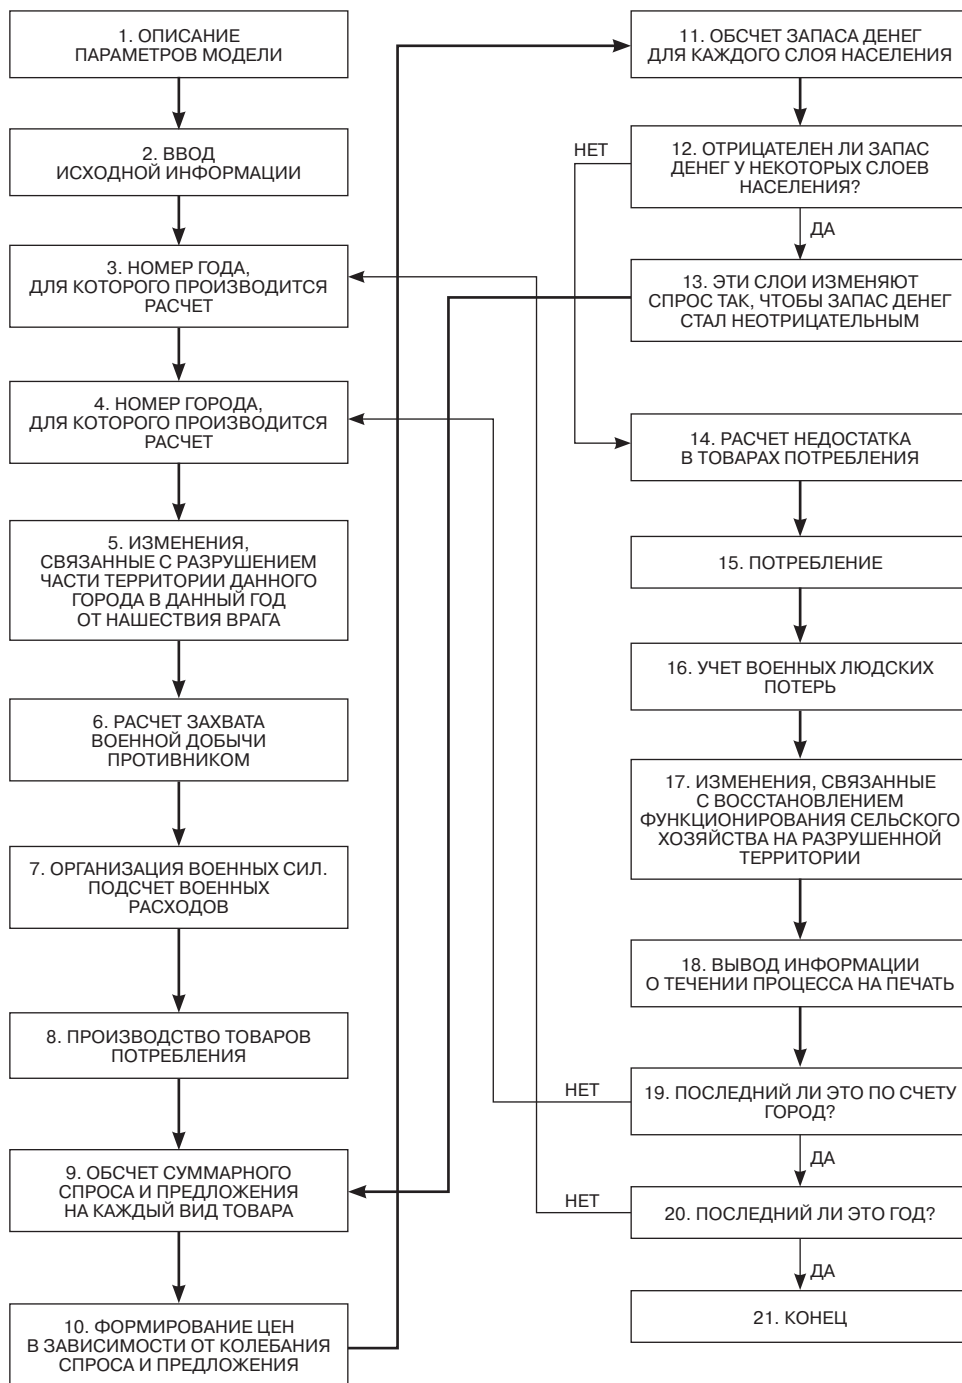 1. ОПИСАНИЕ
ПАРАМЕТРОВ МОДЕЛИ
2. ВВОД
ИСХОДНОЙ ИНФОРМАЦИИ
3. НОМЕР ГОДА,
ДЛЯ КОТОРОГО ПРОИЗВОДИТСЯ
РАСЧЕТ
4. НОМЕР ГОРОДА,
ДЛЯ КОТОРОГО ПРОИЗВОДИТСЯ
РАСЧЕТ
5. ИЗМЕНЕНИЯ,
СВЯЗАННЫЕ С РАЗРУШЕНИЕМ
ЧАСТИ ТЕРРИТОРИИ ДАННОГО
ГОРОДА В ДАННЫЙ ГОД
ОТ НАШЕСТВИЯ ВРАГА
6. РАСЧЕТ ЗАХВАТА
ВОЕННОЙ ДОБЫЧИ
ПРОТИВНИКОМ
7. ОРГАНИЗАЦИЯ ВОЕННЫХ СИЛ.
ПОДСЧЕТ ВОЕННЫХ
РАСХОДОВ
8. ПРОИЗВОДСТВО ТОВАРОВ
ПОТРЕБЛЕНИЯ
9. ОБСЧЕТ СУММАРНОГО
СПРОСА И ПРЕДЛОЖЕНИЯ
НА КАЖДЫЙ ВИД ТОВАРА
10. ФОРМИРОВАНИЕ ЦЕН
В ЗАВИСИМОСТИ ОТ КОЛЕБАНИЯ
СПРОСА И ПРЕДЛОЖЕНИЯ
11. ОБСЧЕТ ЗАПАСА ДЕНЕГ
ДЛЯ КАЖДОГО СЛОЯ НАСЕЛЕНИЯ
НЕТ
12. ОТРИЦАТЕЛЕН ЛИ ЗАПАС
ДЕНЕГ У НЕКОТОРЫХ СЛОЕВ
НАСЕЛЕНИЯ?
ДА
13. ЭТИ СЛОИ ИЗМЕНЯЮТ
СПРОС ТАК, ЧТОБЫ ЗАПАС ДЕНЕГ
СТАЛ НЕОТРИЦАТЕЛЬНЫМ
14. РАСЧЕТ НЕДОСТАТКА
В ТОВАРАХ ПОТРЕБЛЕНИЯ
15. ПОТРЕБЛЕНИЕ
16. УЧЕТ ВОЕННЫХ ЛЮДСКИХ
ПОТЕРЬ
17. ИЗМЕНЕНИЯ, СВЯЗАННЫЕ
С ВОССТАНОВЛЕНИЕМ
ФУНКЦИОНИРОВАНИЯ СЕЛЬСКОГО
ХОЗЯЙСТВА НА РАЗРУШЕННОЙ
ТЕРРИТОРИИ
18. ВЫВОД ИНФОРМАЦИИ
О ТЕЧЕНИИ ПРОЦЕССА НА ПЕЧАТЬ
НЕТ
19. ПОСЛЕДНИЙ ЛИ ЭТО ПО СЧЕТУ
ГОРОД?
ДА
НЕТ
20. ПОСЛЕДНИЙ ЛИ ЭТО ГОД?
ДА
21. КОНЕЦ